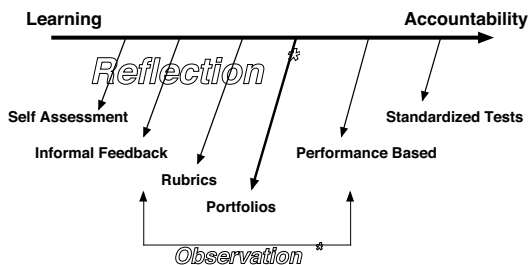 Learning Accountability
Reflection *
Self Assessment Standardized Tests
Informal Feedback Performance Based
Rubrics
Portfolios
Observation *